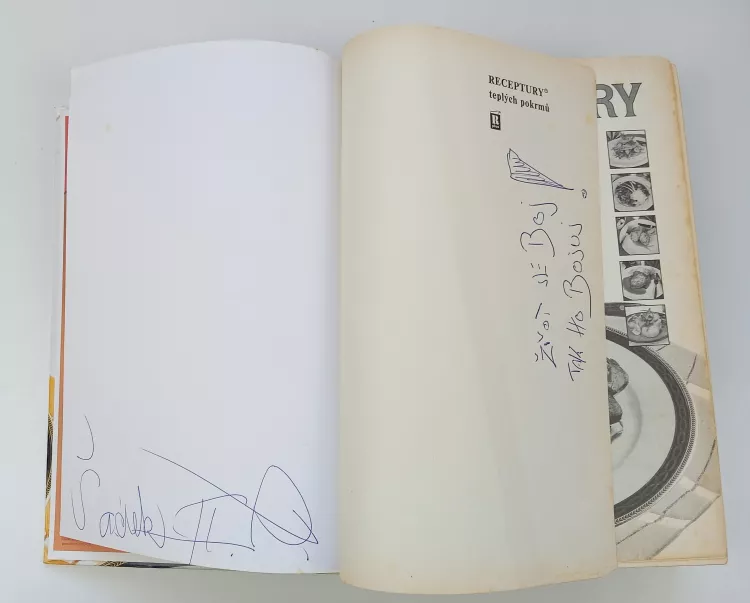 RECEPTURY®
teplých pokrmů
R
ŽIVOT JE BOJ
TAK HO BOJUJ!
RY